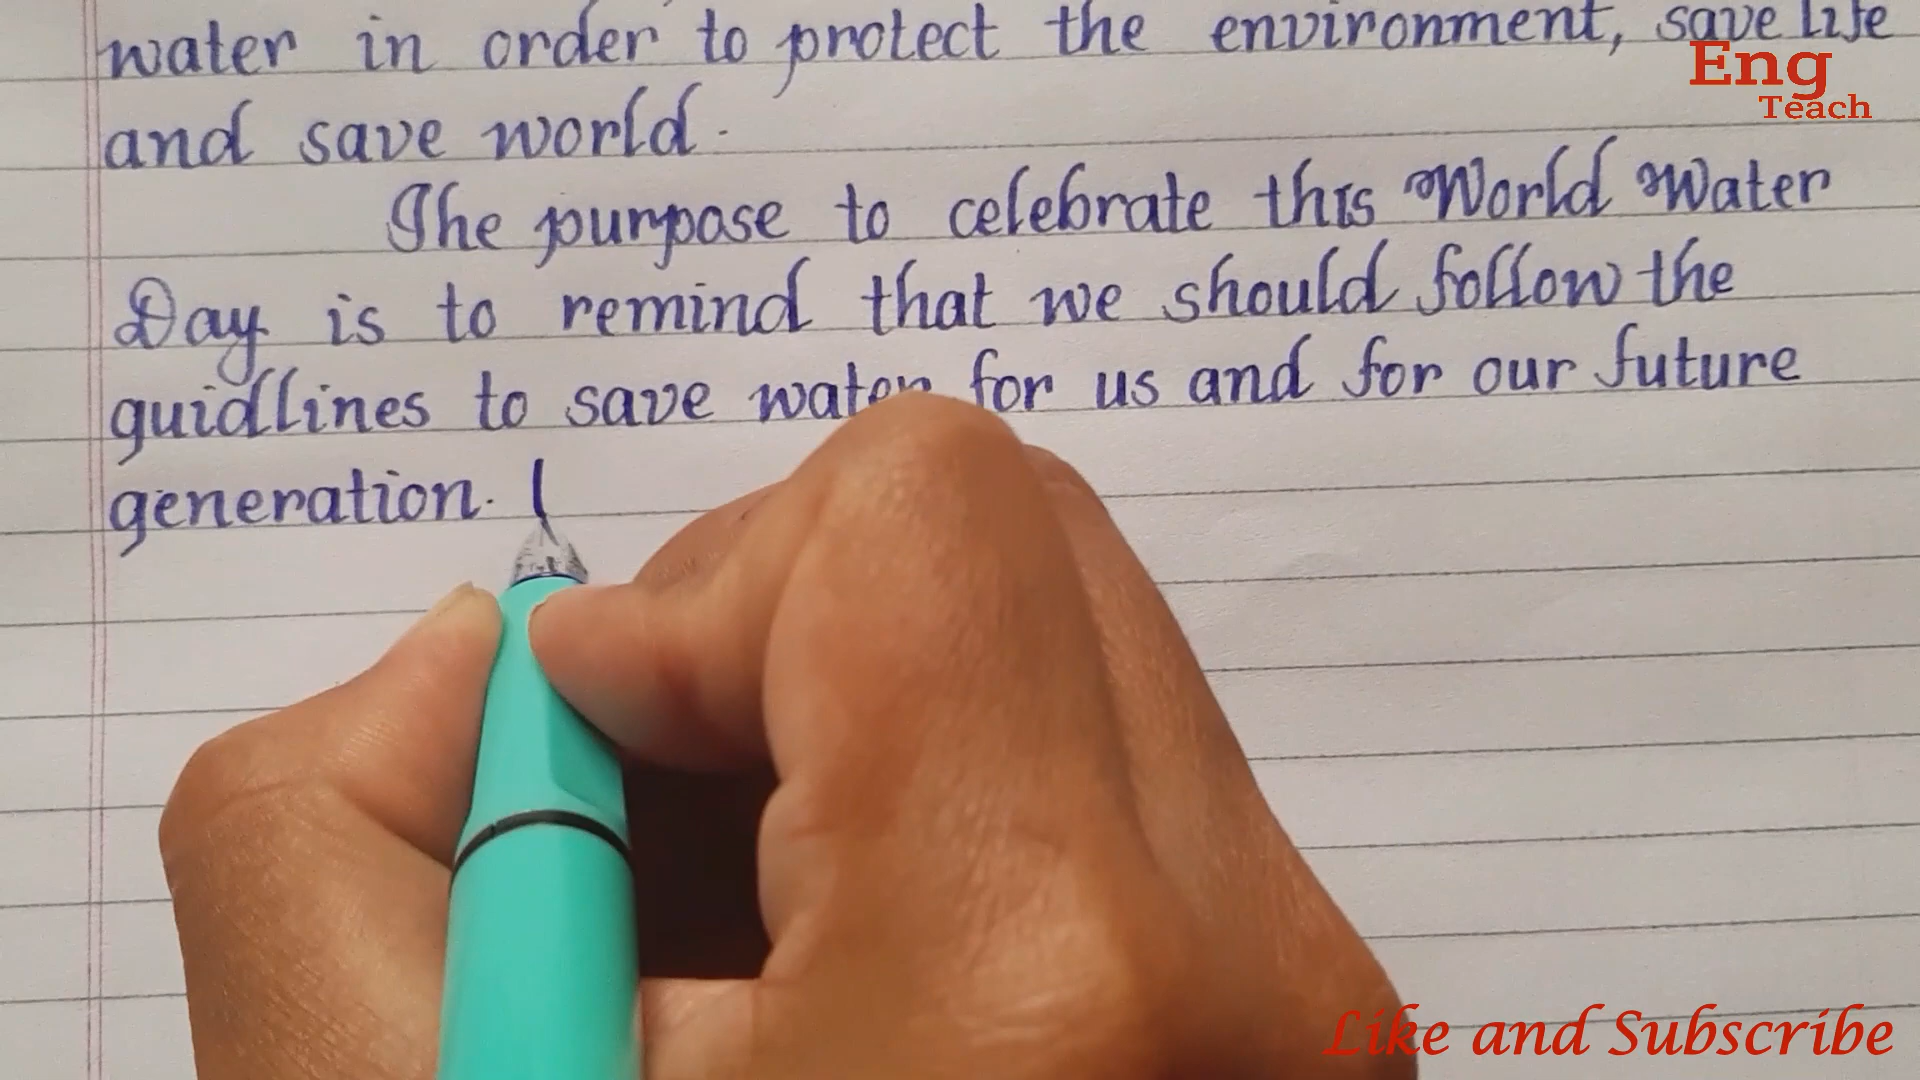 water in order to protect the environment, save life
Eng
Teach
and save world.
The purpose to celebrate this World Water
Day is to remind that we should follow the
guidlines to save water for us and for our future
generation.
Like and Subscribe